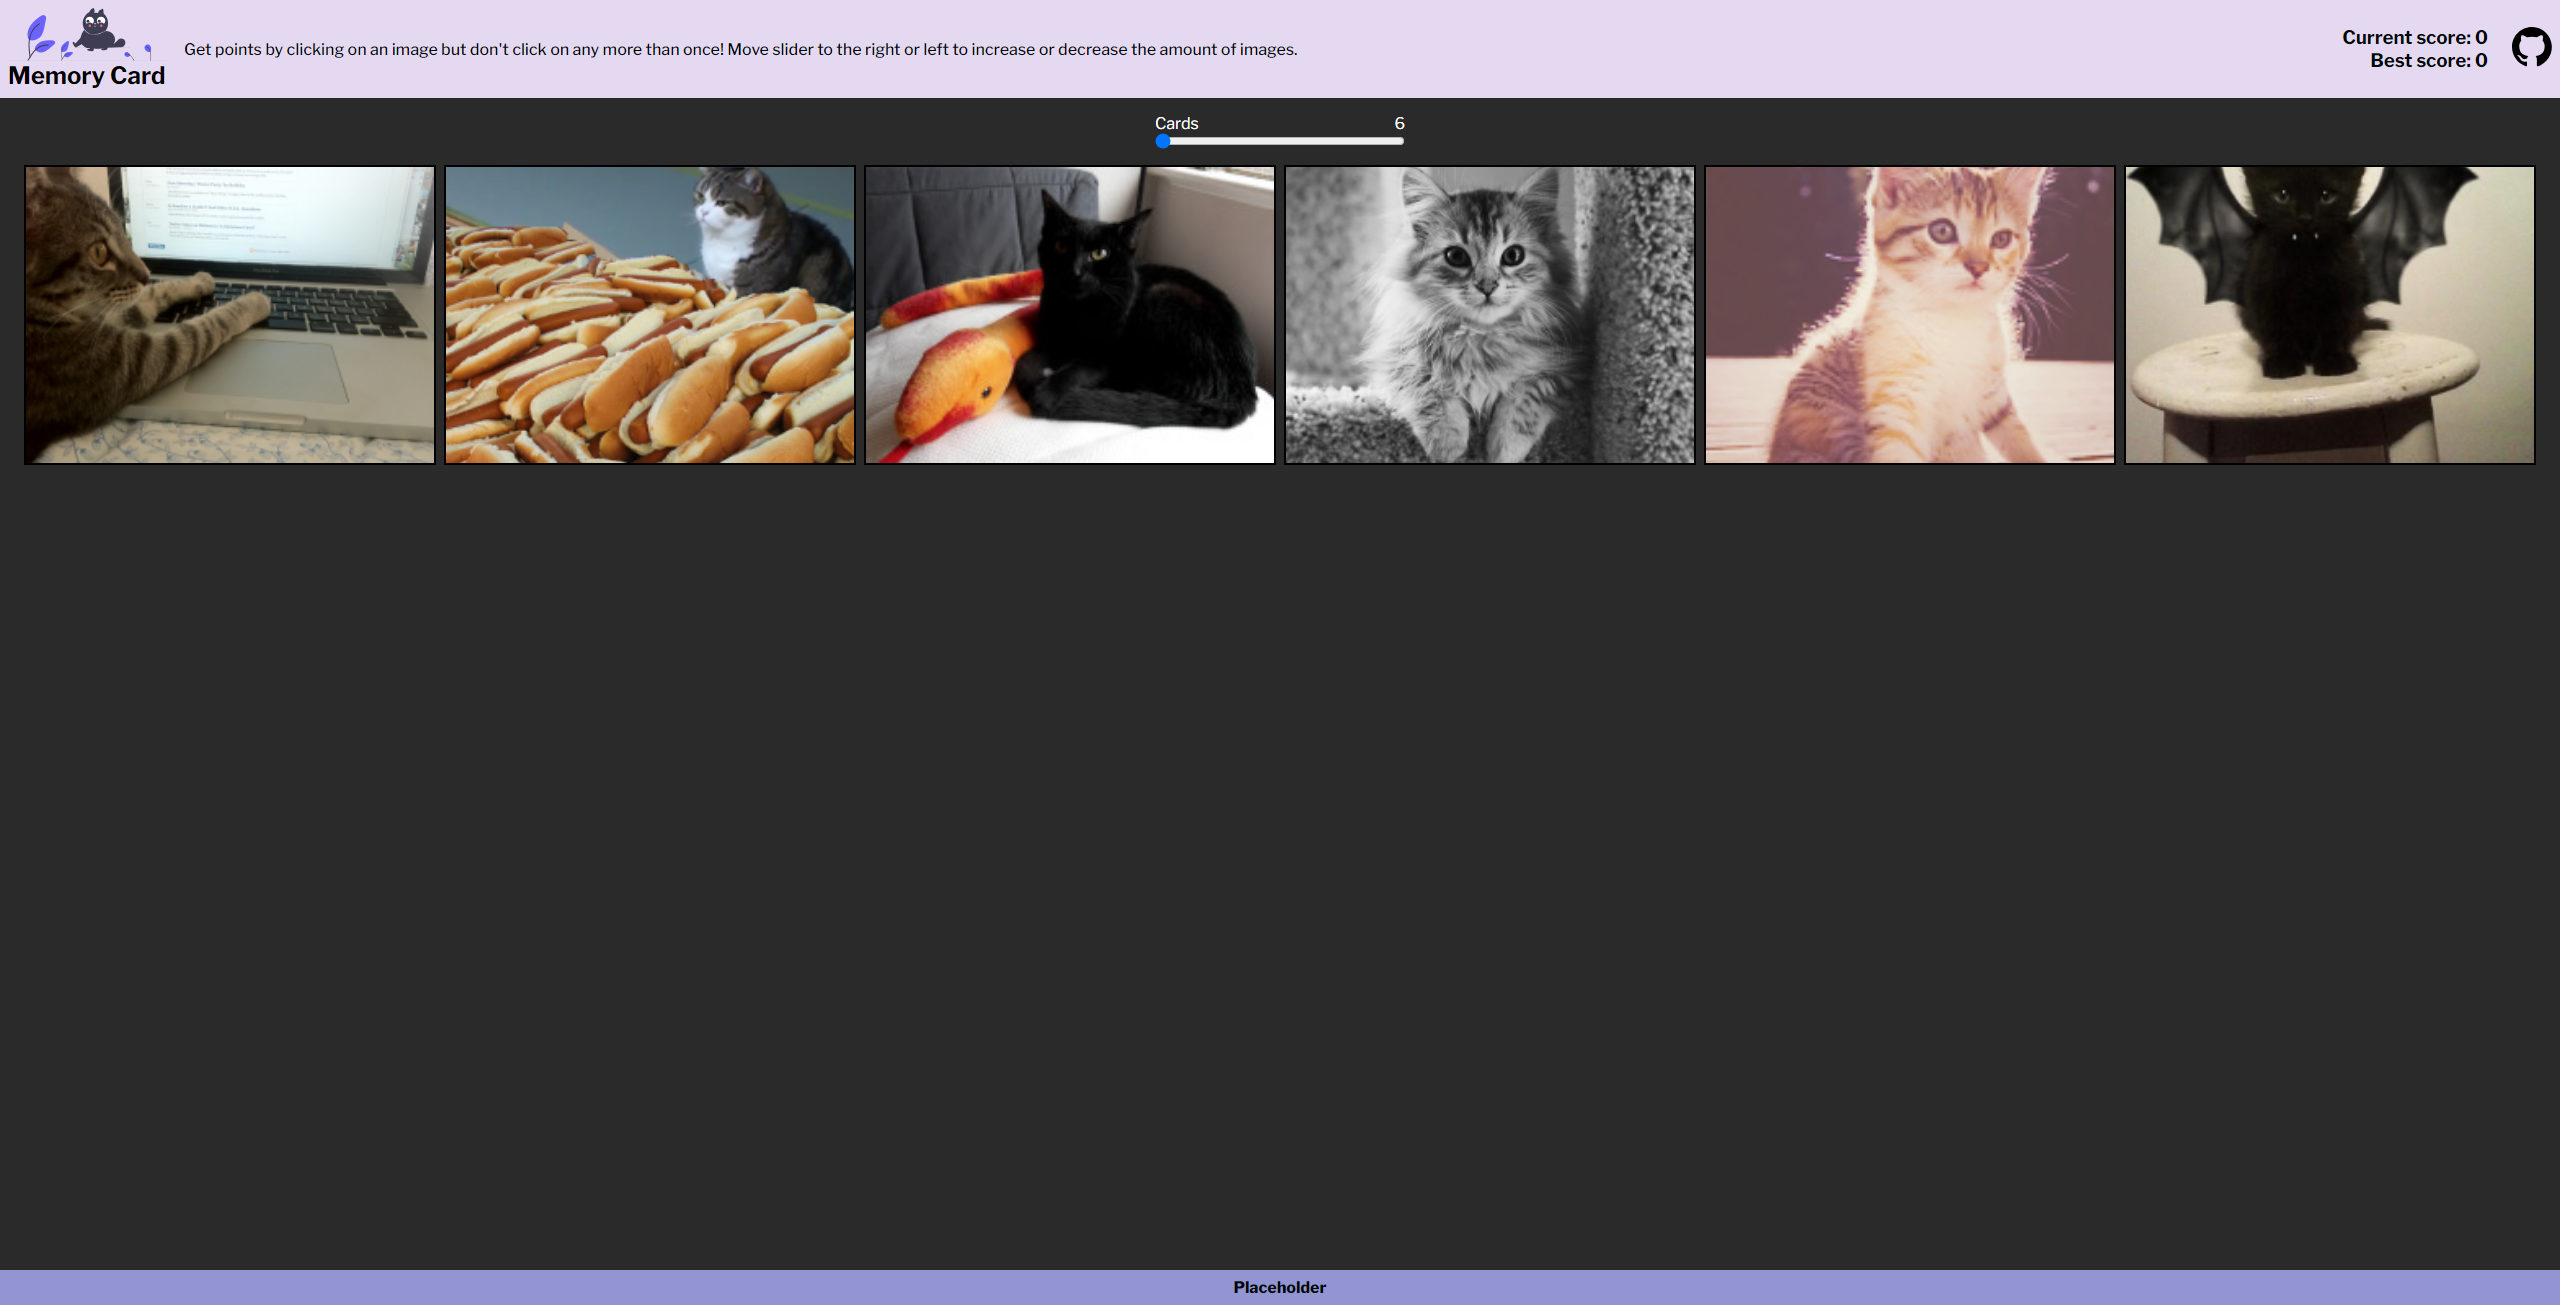 Memory Card
Get points by clicking on an image but don't click on any more than once! Move slider to the right or left to increase or decrease the amount of images.
Current score: 0
Best score: 0
Cards 6
Placeholder